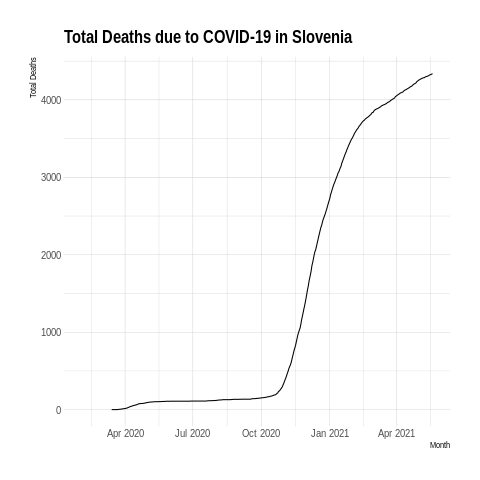 Total Deaths due to COVID-19 in Slovenia
Total Deaths
4000
3000
2000
1000
0
Apr 2020 Jul 2020 Oct 2020 Jan 2021 Apr 2021
Month